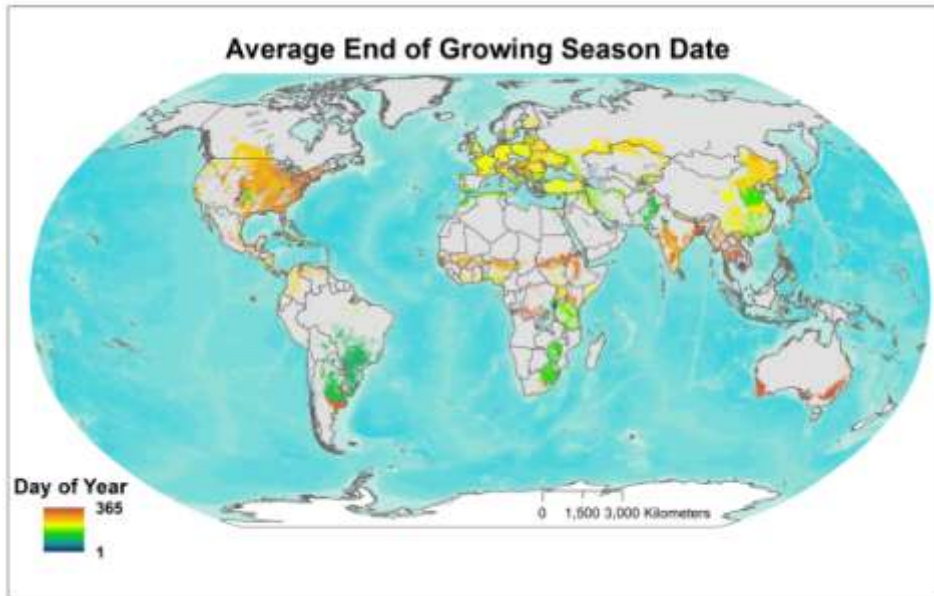 Average End of Growing Season Date
Day of Year
365
1
0 1,500 3,000 Kilometers